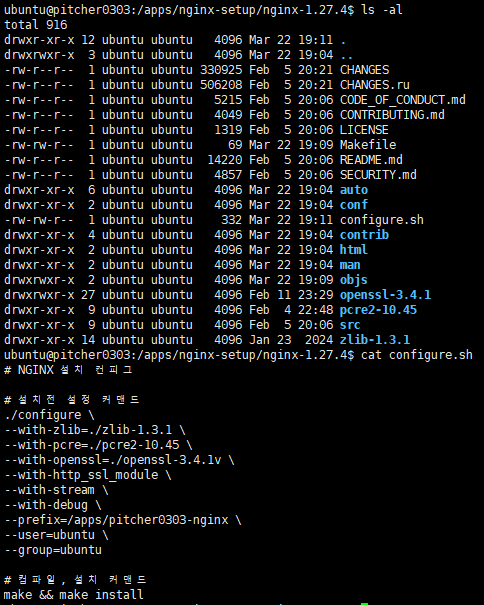 ubuntu@pitcher0303:/apps/nginx-setup/nginx-1.27.4$ ls -al
total 916
drwxr-xr-x 12 ubuntu ubuntu   4096 Mar 22 19:11 .
drwxrwxr-x  3 ubuntu ubuntu   4096 Mar 22 19:04 ..
-rw-r--r--  1 ubuntu ubuntu 330925 Feb  5 20:21 CHANGES
-rw-r--r--  1 ubuntu ubuntu 506208 Feb  5 20:21 CHANGES.ru
-rw-r--r--  1 ubuntu ubuntu   5215 Feb  5 20:06 CODE_OF_CONDUCT.md
-rw-r--r--  1 ubuntu ubuntu   4049 Feb  5 20:06 CONTRIBUTING.md
-rw-r--r--  1 ubuntu ubuntu   1319 Feb  5 20:06 LICENSE
-rw-rw-r--  1 ubuntu ubuntu     69 Mar 22 19:09 Makefile
-rw-r--r--  1 ubuntu ubuntu  14220 Feb  5 20:06 README.md
-rw-r--r--  1 ubuntu ubuntu   4857 Feb  5 20:06 SECURITY.md
drwxr-xr-x  6 ubuntu ubuntu   4096 Mar 22 19:04 auto
drwxr-xr-x  2 ubuntu ubuntu   4096 Mar 22 19:04 conf
-rw-rw-r--  1 ubuntu ubuntu    332 Mar 22 19:11 configure.sh
drwxr-xr-x  4 ubuntu ubuntu   4096 Mar 22 19:04 contrib
drwxr-xr-x  2 ubuntu ubuntu   4096 Mar 22 19:04 html
drwxr-xr-x  2 ubuntu ubuntu   4096 Mar 22 19:04 man
drwxrwxr-x  2 ubuntu ubuntu   4096 Mar 22 19:09 objs
drwxrwxr-x 27 ubuntu ubuntu   4096 Feb 11 23:29 openssl-3.4.1
drwxr-xr-x  9 ubuntu ubuntu   4096 Feb  4 22:48 pcre2-10.45
drwxr-xr-x  9 ubuntu ubuntu   4096 Feb  5 20:06 src
drwxr-xr-x 14 ubuntu ubuntu   4096 Jan 23  2024 zlib-1.3.1
ubuntu@pitcher0303:/apps/nginx-setup/nginx-1.27.4$ cat configure.sh
# NGINX 설치 컨피그
# 설치전 설정 커맨드
./configure \
--with-zlib=./zlib-1.3.1 \
--with-pcre=./pcre2-10.45 \
--with-openssl=./openssl-3.4.1v \
--with-http_ssl_module \
--with-stream \
--with-debug \
--prefix=/apps/pitcher0303-nginx \
--user=ubuntu \
--group=ubuntu
# 컴파일, 설치 커맨드
make && make install